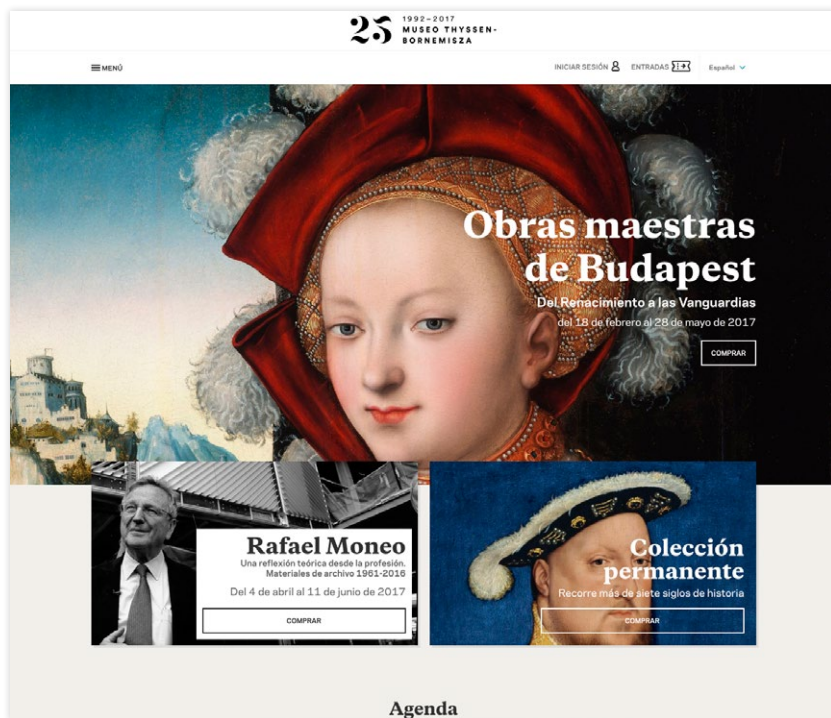 25
1992–2017
MUSEO THYSSEN-
BORNEMISZA
MENÚ
INICIAR SESIÓN
ENTRADAS
Español
Obras maestras
de Budapest
Del Renacimiento a las Vanguardias
del 18 de febrero al 28 de mayo de 2017
COMPRAR
Rafael Moneo
Una reflexión teórica desde la profesión.
Materiales de archivo 1961-2016
Del 4 de abril al 11 de junio de 2017
COMPRAR
Colección
permanente
Recorre más de siete siglos de historia
COMPRAR
Agenda